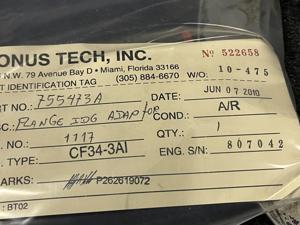 ONUS TECH, INC.
Nº 522658
N.W. 79 Avenue Bay D • Miami, Florida 33166
(305) 884-6670
W/O: 10-475
T IDENTIFICATION TAG
RT NO.: 755473A
DATE: JUN 07 2010
C.: FLANGE IDG ADAPTOR
COND.: A/R
1117
QTY.: 1
TYPE: CF34-3A1
ENG. S/N: 807042
ARKS: P262619072
: BT02